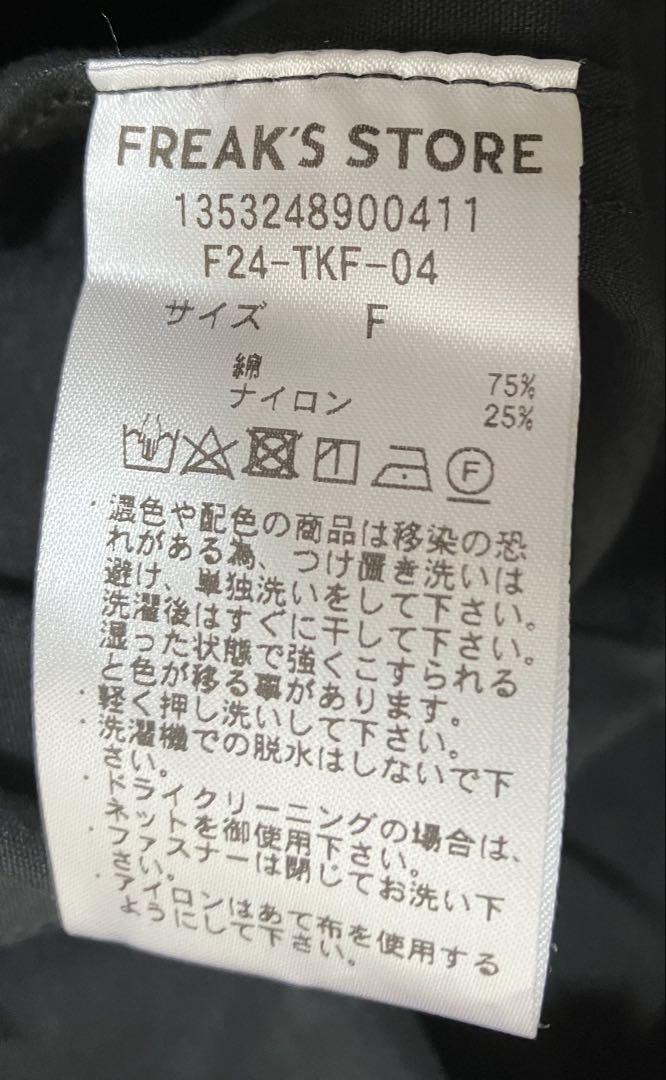 FREAK'S STORE
1353248900411
F24-TKF-04
サイズ F
綿 75%
ナイロン 25%
F
・濃色や配色の商品は移染の恐
れがある為、つけ置き洗いは
避け、単独洗いをして下さい。
洗濯後はすぐに干して下さい。
湿った状態で強くこすられる
と色が移る事があります。
・軽く押し洗いして下さい。
・洗濯機での脱水はしないで下
さい。
・ドライクリーニングの場合は、
ネットを御使用下さい。
・ファスナーは閉じてお洗い下
さい。
・アイロンはあて布を使用する
ようにして下さい。